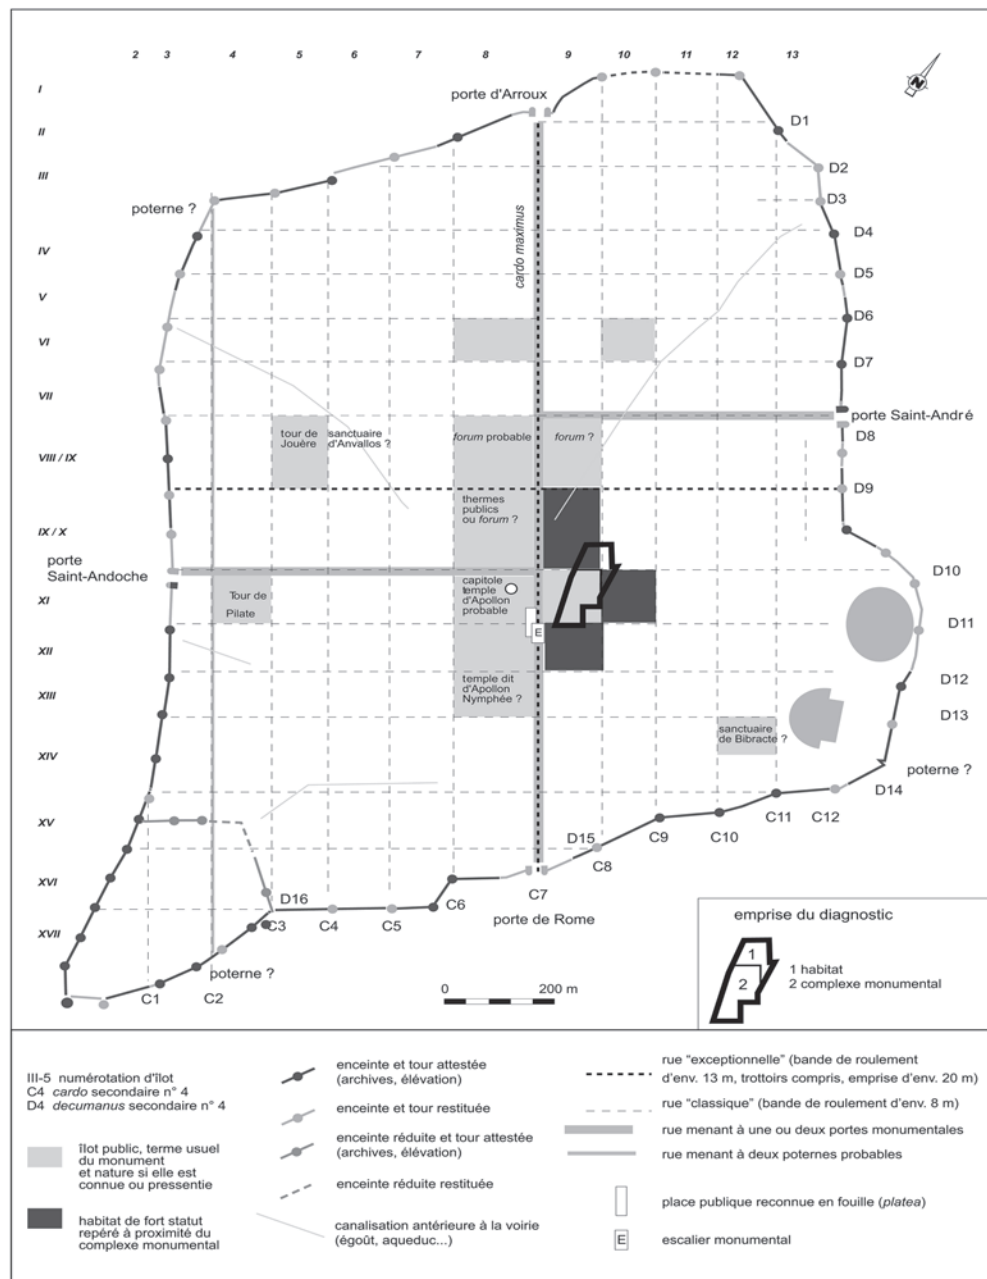 2 3 4 5 6 7 8 9 10 11 12 13
I
porte d'Arroux
N
II
D1
III
D2
poterne ?
D3
IV
cardo maximus
D4
D5
V
D6
VI
D7
VII
porte Saint-André
D8
VIII / IX
tour de
Jouère
sanctuaire
d'Anvallos ?
forum probable
forum ?
D9
IX / X
thermes
publics
ou forum ?
porte
Saint-Andoche
D10
XI
Tour de
Pilate
capitole
temple
d'Apollon
probable
D11
E
XII
D12
XIII
temple dit
d'Apollon
Nymphée ?
D13
sanctuaire
de Bibracte ?
XIV
poterne ?
D14
XV
C12
C11
C10
C9
D15
C8
XVI
D16
C7
C6
C5
C4
C3
porte de Rome
XVII
poterne ?
C1
C2
0 200 m
emprise du diagnostic
1
2
1 habitat
2 complexe monumental
III-5 numérotation d'îlot
C4 cardo secondaire n° 4
D4 decumanus secondaire n° 4
îlot public, terme usuel
du monument
et nature si elle est
connue ou pressentie
habitat de fort statut
repéré à proximité du
complexe monumental
enceinte et tour attestée
(archives, élévation)
enceinte et tour restituée
enceinte réduite et tour attestée
(archives, élévation)
enceinte réduite restituée
canalisation antérieure à la voirie
(égoût, aqueduc...)
rue "exceptionnelle" (bande de roulement
d'env. 13 m, trottoirs compris, emprise d'env. 20 m)
rue "classique" (bande de roulement d'env. 8 m)
rue menant à une ou deux portes monumentales
rue menant à deux poternes probables
place publique reconnue en fouille (platea)
E escalier monumental